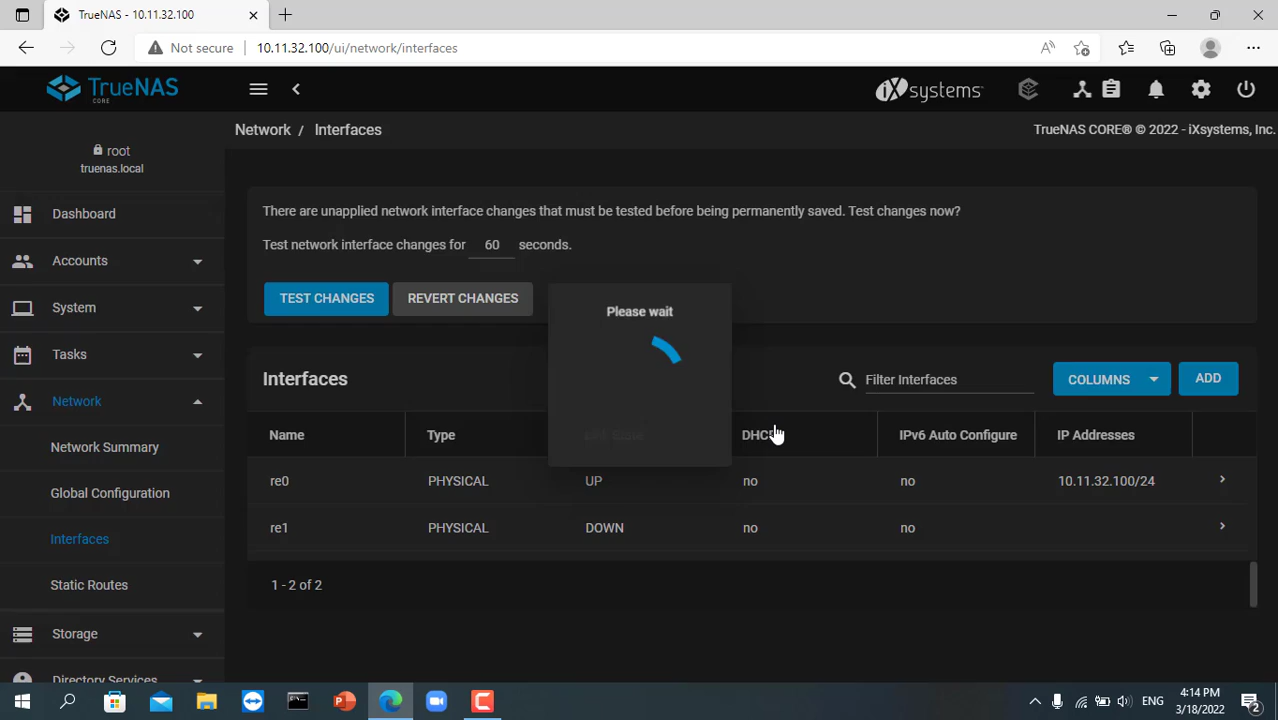 TrueNAS - 10.11.32.100
Not secure
10.11.32.100/ui/network/interfaces
TrueNAS
CORE
iXsystems
Network / Interfaces
TrueNAS CORE® © 2022 - iXsystems, Inc.
root
truenas.local
Dashboard
Accounts
System
Tasks
Network
Network Summary
Global Configuration
Interfaces
Static Routes
Storage
Directory Services
There are unapplied network interface changes that must be tested before being permanently saved. Test changes now?
Test network interface changes for 60 seconds.
TEST CHANGES
REVERT CHANGES
Please wait
Interfaces
Filter Interfaces
COLUMNS
ADD
Name Type Link State DHCP IPv6 Auto Configure IP Addresses
re0 PHYSICAL UP no no 10.11.32.100/24
re1 PHYSICAL DOWN no no
1 - 2 of 2
ENG
4:14 PM
3/18/2022
2